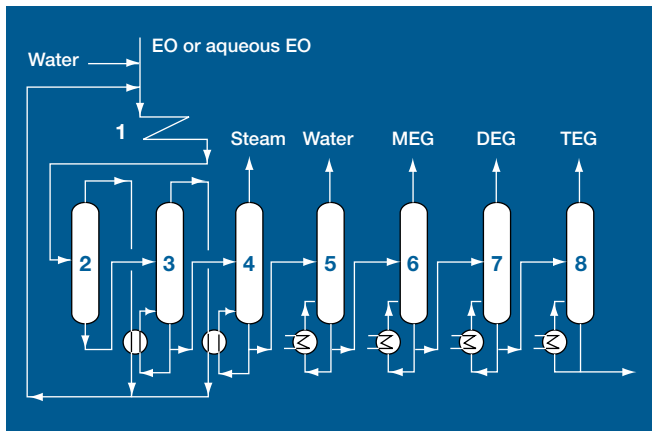 EO or aqueous EO
Water
1
Steam Water MEG DEG TEG
2 3 4 5 6 7 8